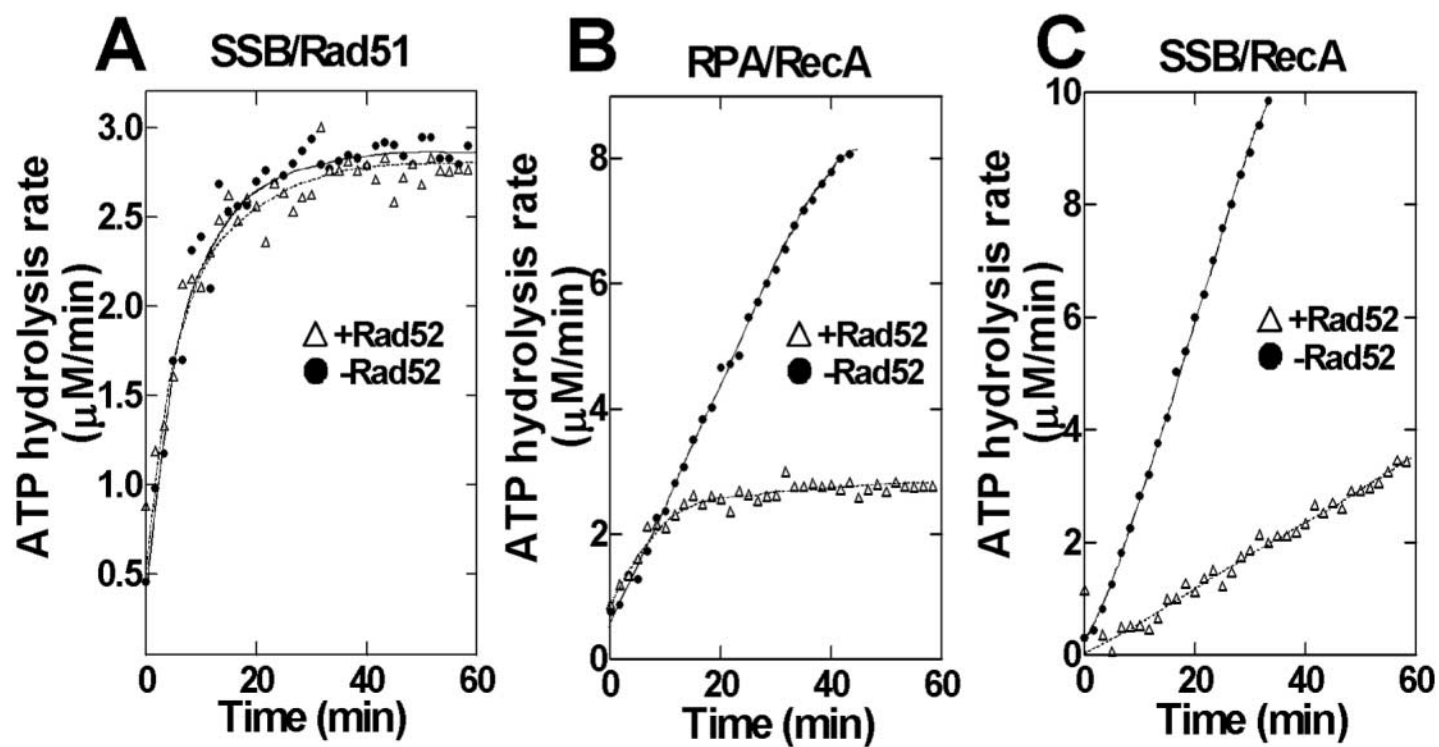 A
SSB/Rad51
ATP hydrolysis rate
(μM/min)
3.0
2.5
2.0
1.5
1.0
0.5
△ +Rad52
● -Rad52
0 20 40 60
Time (min)
B
RPA/RecA
ATP hydrolysis rate
(μM/min)
8
6
4
2
0
△ +Rad52
● -Rad52
0 20 40 60
Time (min)
C
SSB/RecA
ATP hydrolysis rate
(μM/min)
10
8
6
4
2
0
△ +Rad52
● -Rad52
0 20 40 60
Time (min)